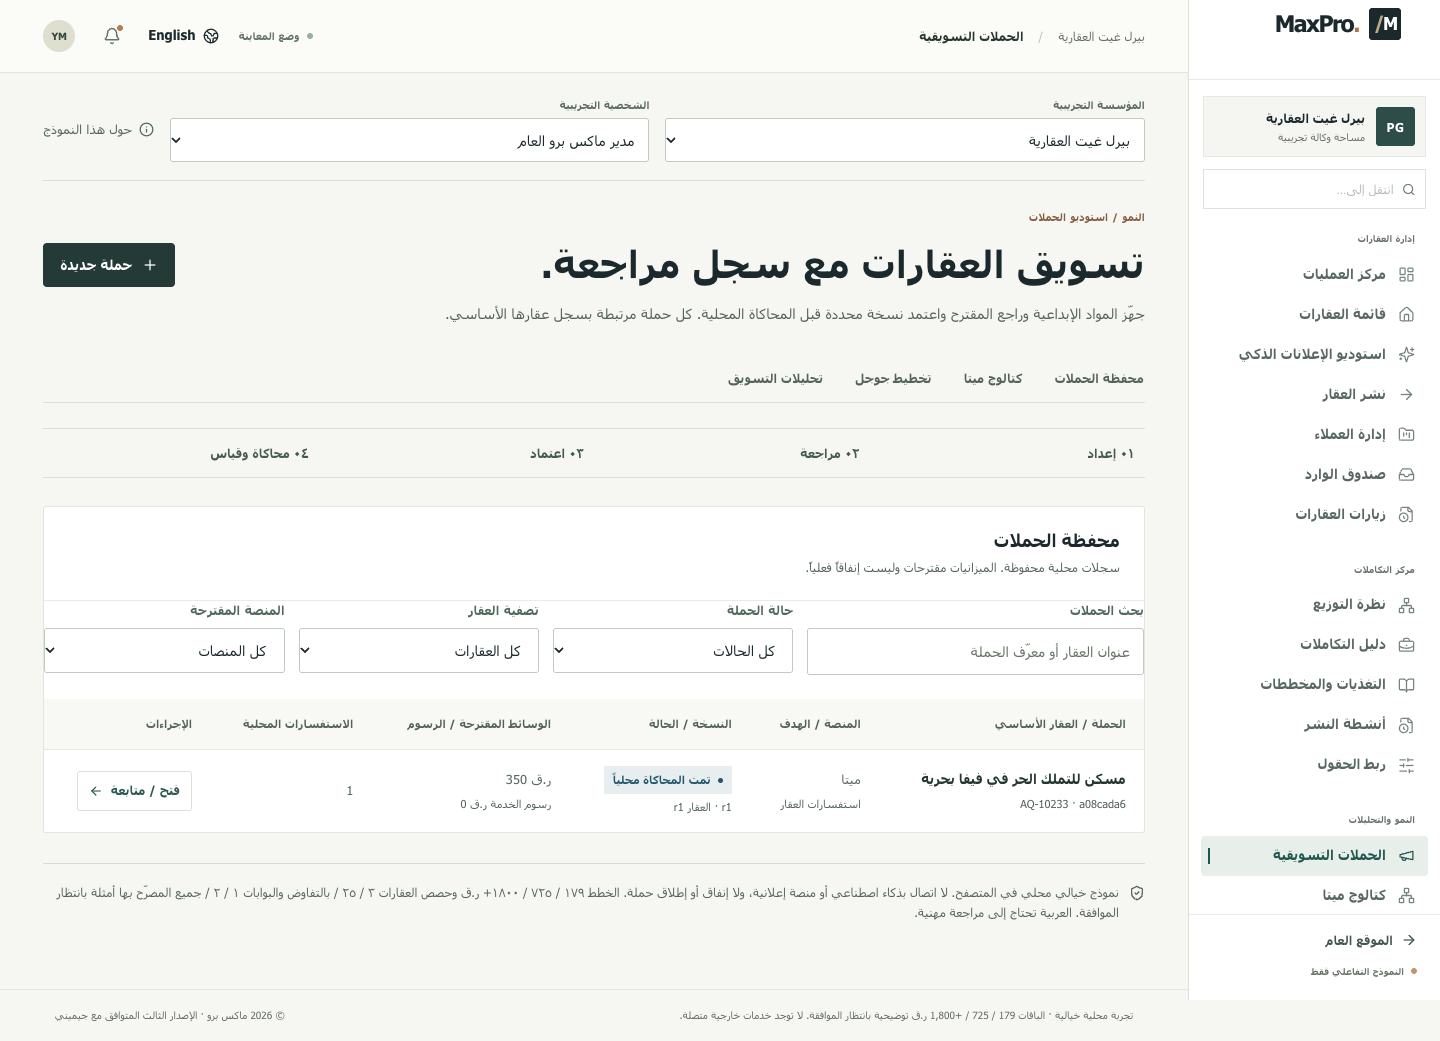 MaxPro.
/M
بيرل غيت العقارية / الحملات التسويقية
وضع المعاينة
English
YM
PG
بيرل غيت العقارية
مساحة وكالة تجريبية
انتقل إلى...
إدارة العقارات
مركز العمليات
قائمة العقارات
استوديو الإعلانات الذكي
نشر العقار
إدارة العملاء
صندوق الوارد
زيارات العقارات
مركز التكاملات
نظرة التوزيع
دليل التكاملات
التغذيات والمخططات
أنشطة النشر
ربط الحقول
النمو والتحليلات
الحملات التسويقية
كتالوج ميتا
الموقع العام
النموذج التفاعلي فقط
المؤسسة التجريبية
بيرل غيت العقارية
الشخصية التجريبية
مدير ماكس برو العام
حول هذا النموذج
النمو / استوديو الحملات
تسويق العقارات مع سجل مراجعة.
حملة جديدة
جهّز المواد الإبداعية وراجع المقترح واعتمد نسخة محددة قبل المحاكاة المحلية. كل حملة مرتبطة بسجل عقارها الأساسي.
محفظة الحملات
كتالوج ميتا
تخطيط جوجل
تحليلات التسويق
٠١ إعداد
٠٢ مراجعة
٠٣ اعتماد
٠٤ محاكاة وقياس
محفظة الحملات
سجلات محلية محفوظة. الميزانيات مقترحات وليست إنفاقاً فعلياً.
بحث الحملات
حالة الحملة
تصفية العقار
المنصة المقترحة
عنوان العقار أو معرّف الحملة
كل الحالات
كل العقارات
كل المنصات
الحملة / العقار الأساسي
المنصة / الهدف
النسخة / الحالة
الوسائط المقترحة / الرسوم
الاستفسارات المحلية
الإجراءات
مسكن للتملك الحر في فيفا بحرية
AQ-10233 · a08cada6
ميتا
استفسارات العقار
تمت المحاكاة محلياً
r1 · العقار r1
ر.ق 350
رسوم الخدمة ر.ق 0
1
فتح / متابعة
نموذج خيالي محلي في المتصفح. لا اتصال بذكاء اصطناعي أو منصة إعلانية، ولا إنفاق أو إطلاق حملة. الخطط ١٧٩ / ٧٢٥ / ١٨٠٠+ ر.ق وحصص العقارات ٣ / ٢٥ / بالتفاوض والبوابات ١ / ٢ / جميع المصرّح بها أمثلة بانتظار
الموافقة. العربية تحتاج إلى مراجعة مهنية.
تجربة محلية خيالية · الباقات 179 / 725 / +1,800 ر.ق توضيحية بانتظار الموافقة. لا توجد خدمات خارجية متصلة.
© 2026 ماكس برو · الإصدار الثالث المتوافق مع جيميني